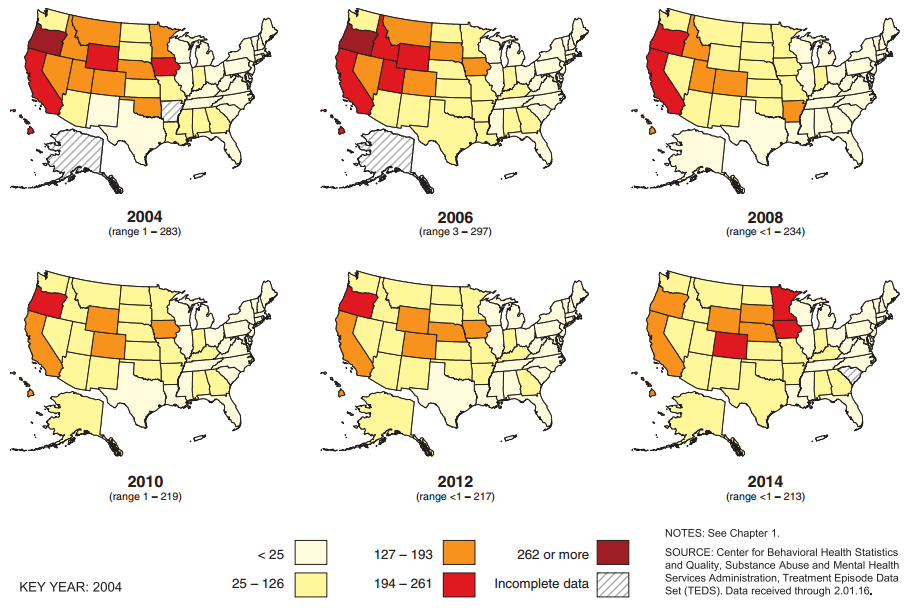 2004
(range 1 – 283)
2006
(range 3 – 297)
2008
(range <1 – 234)
2010
(range 1 – 219)
2012
(range <1 – 217)
2014
(range <1 – 213)
KEY YEAR: 2004
< 25
25 – 126
127 – 193
194 – 261
262 or more
Incomplete data
NOTES: See Chapter 1.
SOURCE: Center for Behavioral Health Statistics
and Quality, Substance Abuse and Mental Health
Services Administration, Treatment Episode Data
Set (TEDS). Data received through 2.01.16.